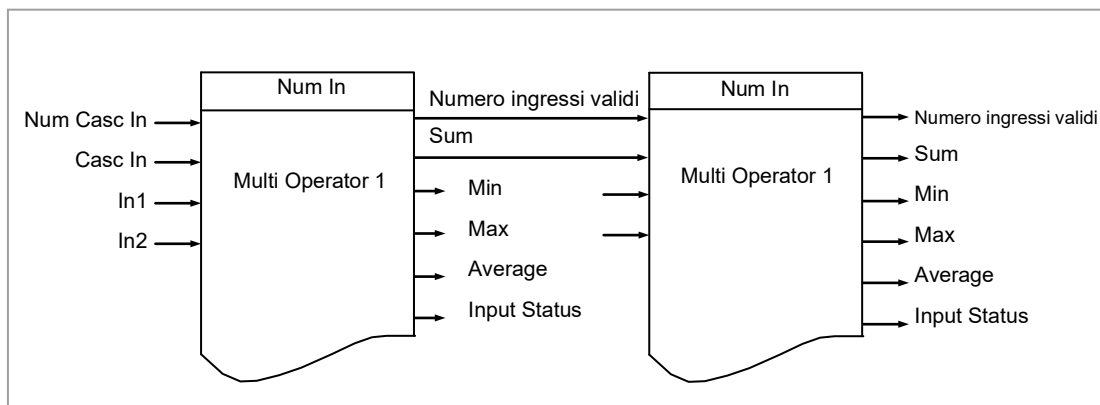 Num In
Num Casc In
Casc In
In1
In2
Multi Operator 1
Numero ingressi validi
Sum
Min
Max
Average
Input Status
Num In
Multi Operator 1
Numero ingressi validi
Sum
Min
Max
Average
Input Status